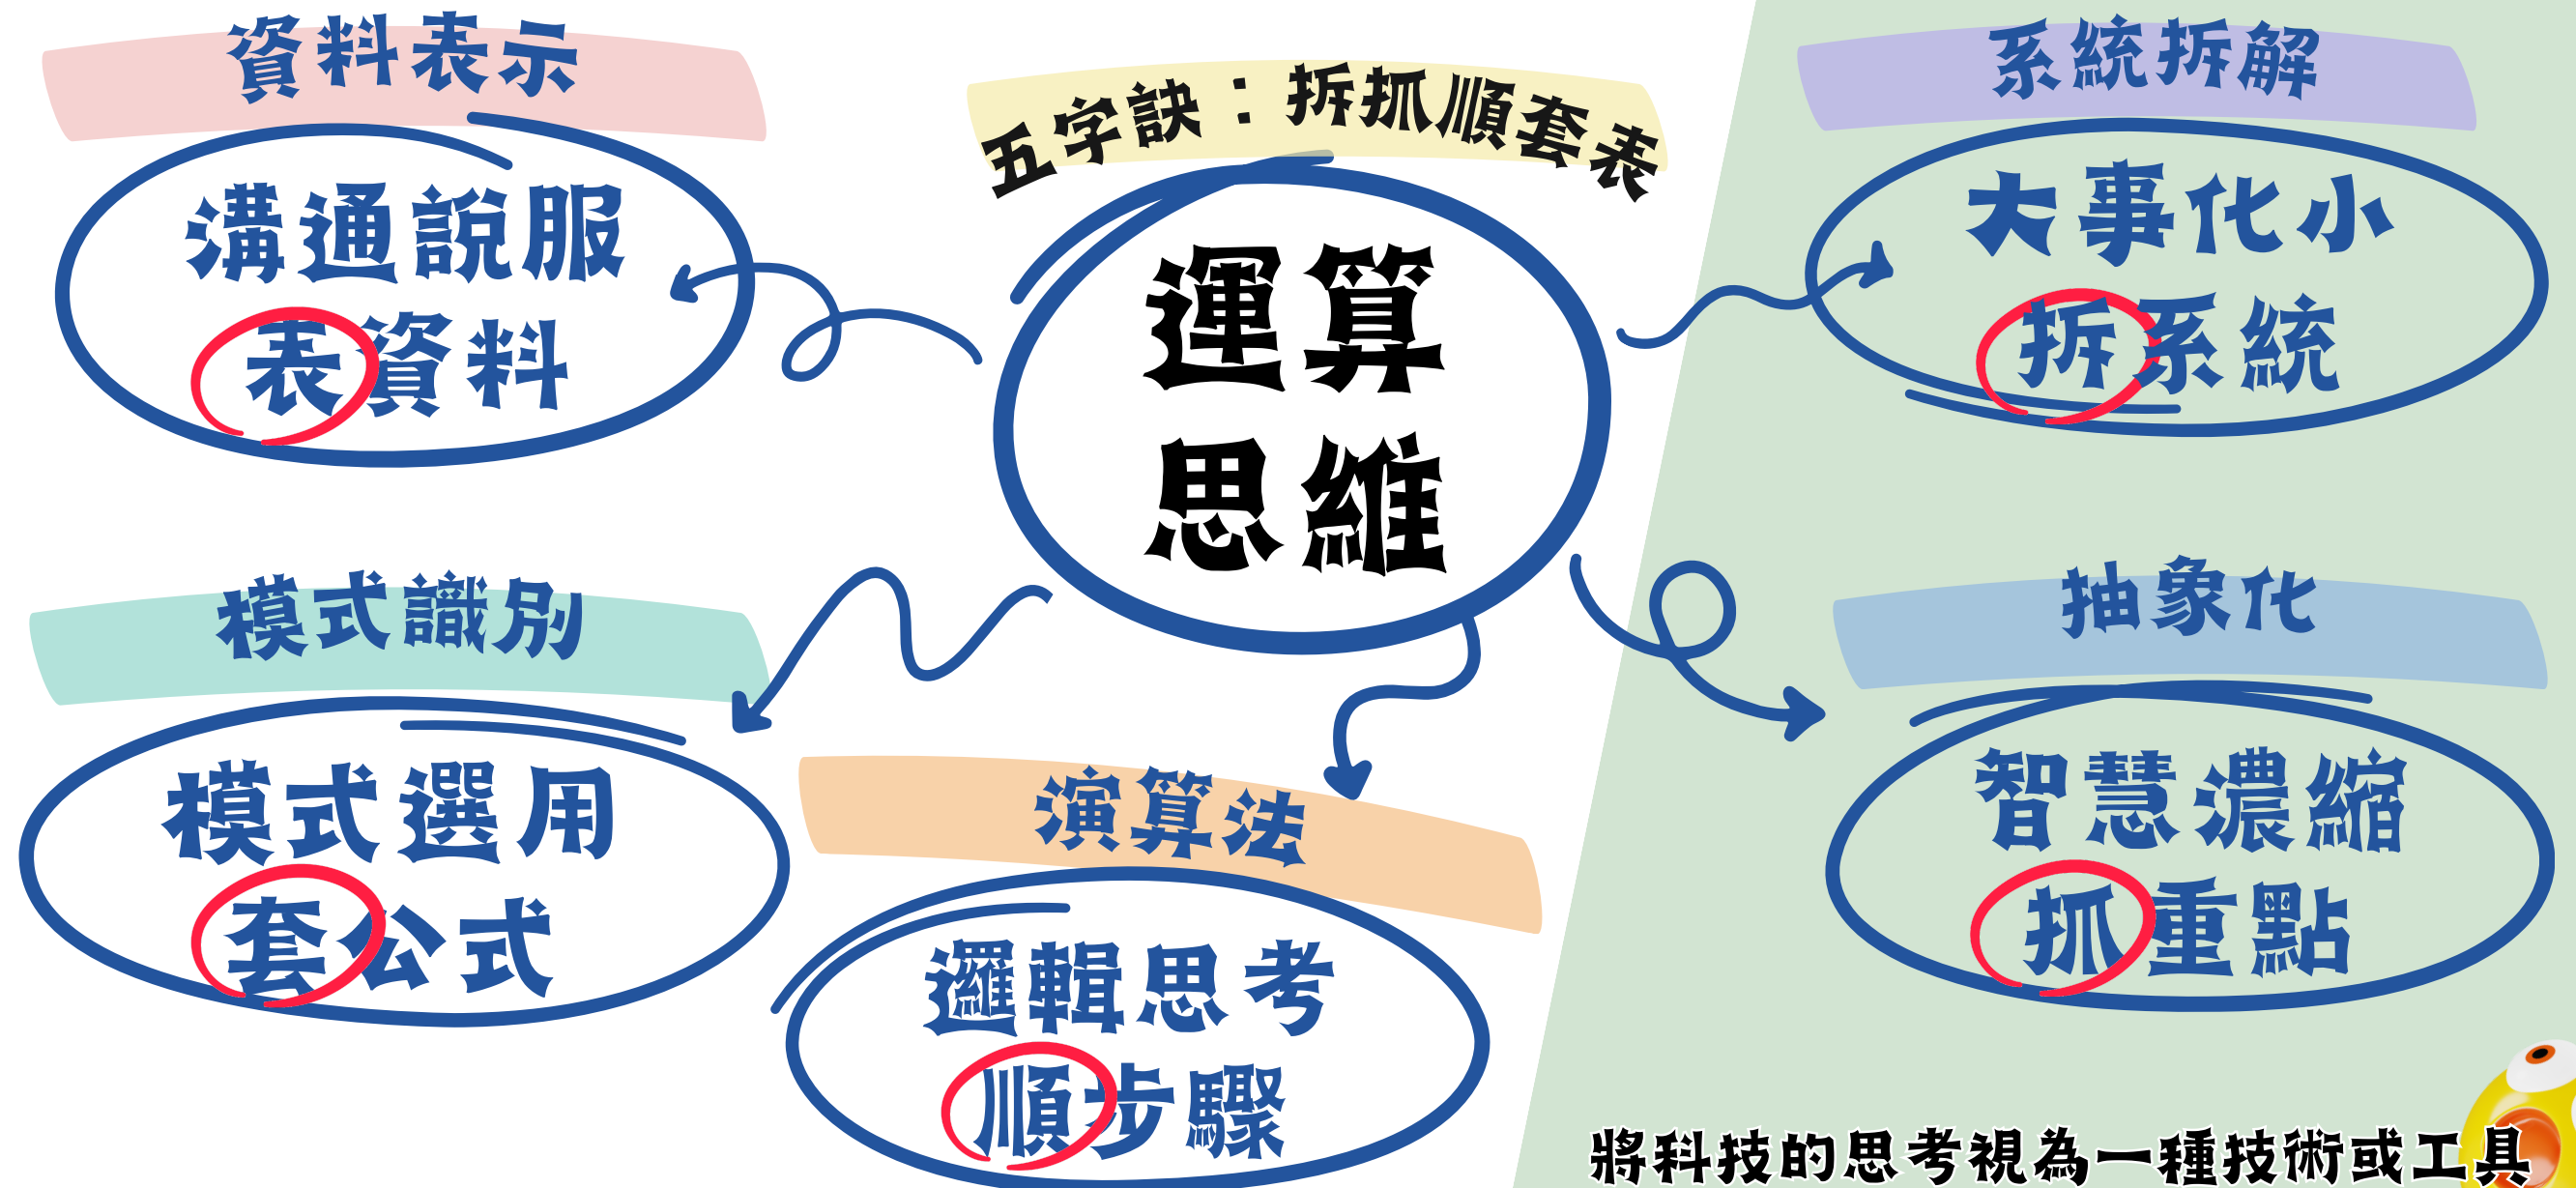 資料表示
溝通說服
表資料
五字訣：拆抓順套表
運算
思維
系統拆解
大事化小
拆系統
模式識別
模式選用
套公式
演算法
邏輯思考
順步驟
抽象化
智慧濃縮
抓重點
將科技的思考視為一種技術或工具